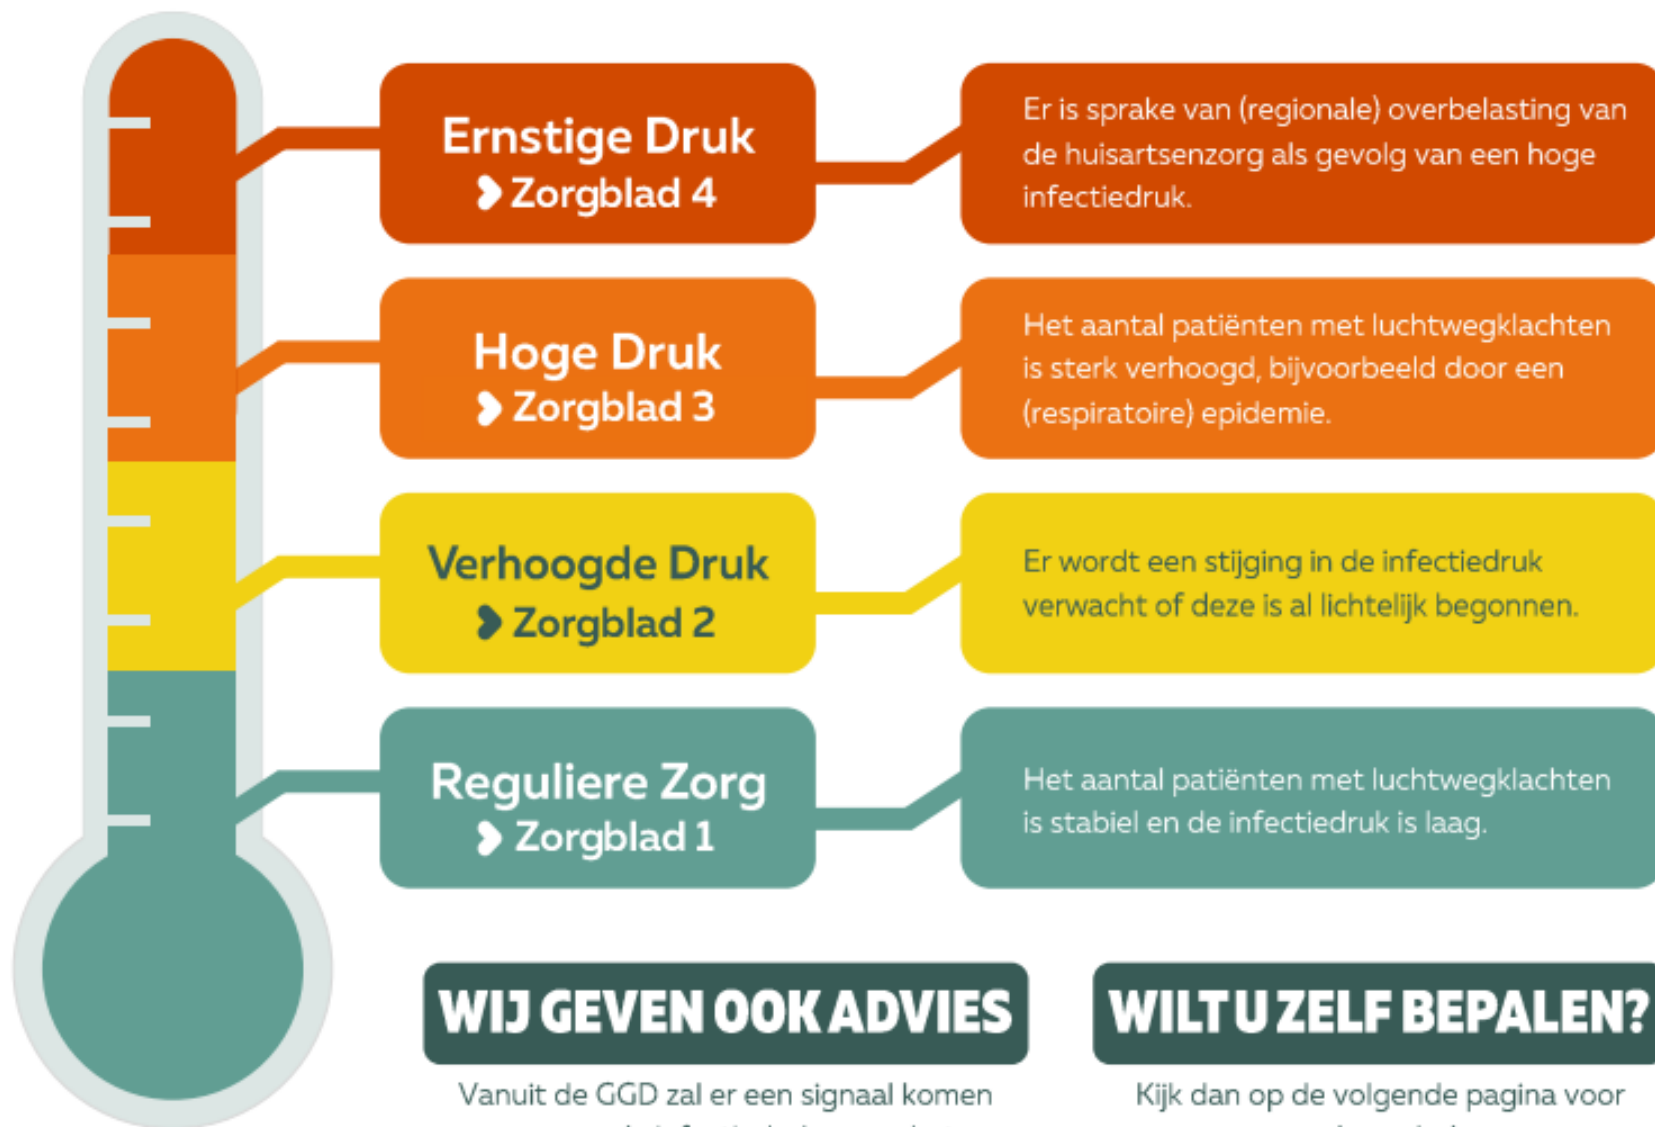 Ernstige Druk
Zorgblad 4
Er is sprake van (regionale) overbelasting van
de huisartsenzorg als gevolg van een hoge
infectiedruk.
Hoge Druk
Zorgblad 3
Het aantal patiënten met luchtwegklachten
is sterk verhoogd, bijvoorbeeld door een
(respiratoire) epidemie.
Verhoogde Druk
Zorgblad 2
Er wordt een stijging in de infectiedruk
verwacht of deze is al lichtelijk begonnen.
Reguliere Zorg
Zorgblad 1
Het aantal patiënten met luchtwegklachten
is stabiel en de infectiedruk is laag.
WIJ GEVEN OOK ADVIES
Vanuit de GGD zal er een signaal komen
WILT U ZELF BEPALEN?
Kijk dan op de volgende pagina voor